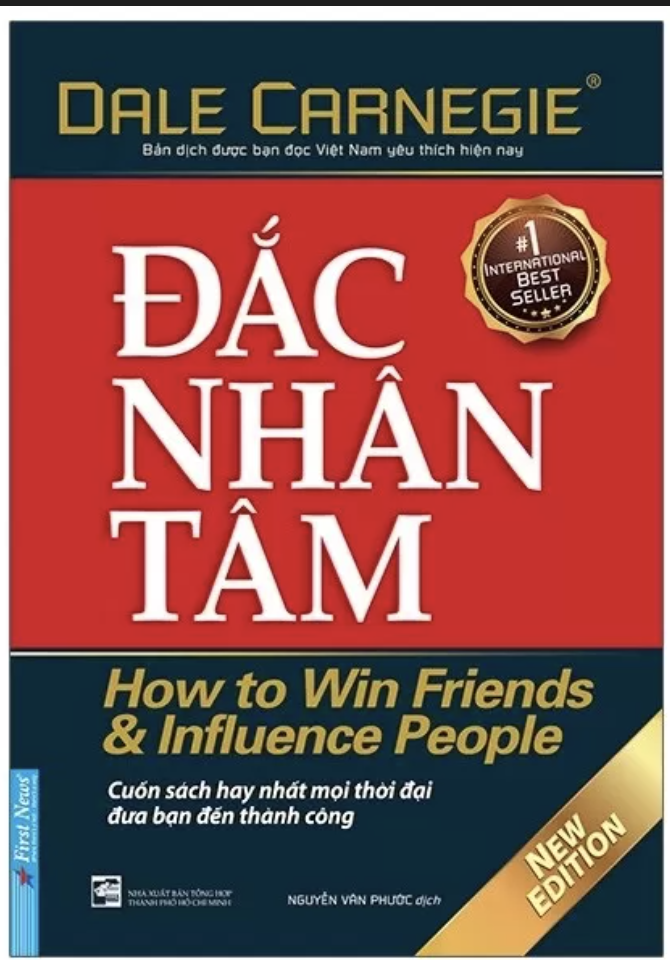 DALE CARNEGIE®
Bản dịch được bạn đọc Việt Nam yêu thích hiện nay
#1
INTERNATIONAL
BEST
SELLER
ĐẮC
NHÂN
TÂM
How to Win Friends
& Influence People
Cuốn sách hay nhất mọi thời đại
đưa bạn đến thành công
First News
NHÀ XUẤT BẢN TỔNG HỢP
THÀNH PHỐ HỒ CHÍ MINH
NGUYỄN VĂN PHƯỚC dịch
NEW
EDITION